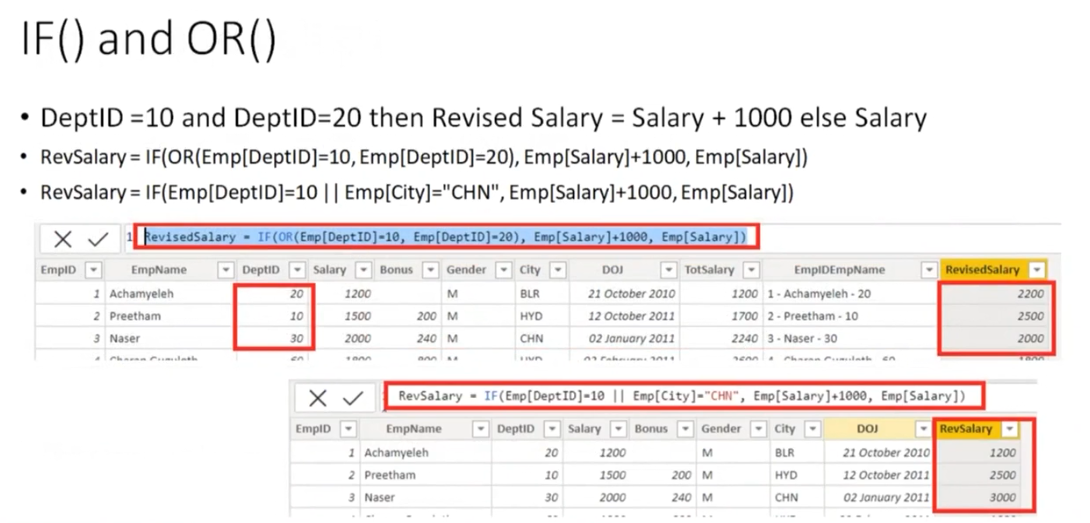 IF() and OR()
• DeptID =10 and DeptID=20 then Revised Salary = Salary + 1000 else Salary
• RevSalary = IF(OR(Emp[DeptID]=10, Emp[DeptID]=20), Emp[Salary]+1000, Emp[Salary])
• RevSalary = IF(Emp[DeptID]=10 || Emp[City]="CHN", Emp[Salary]+1000, Emp[Salary])
1 RevisedSalary = IF(OR(Emp[DeptID]=10, Emp[DeptID]=20), Emp[Salary]+1000, Emp[Salary])
EmpID EmpName DeptID Salary Bonus Gender City DOJ TotSalary EmpIDEmpName RevisedSalary
1 Achamyeleh 20 1200 M BLR 21 October 2010 1200 1 - Achamyeleh - 20 2200
2 Preetham 10 1500 200 M HYD 12 October 2011 1700 2 - Preetham - 10 2500
3 Naser 30 2000 240 M CHN 02 January 2011 2240 3 - Naser - 30 2000
RevSalary = IF(Emp[DeptID]=10 || Emp[City]="CHN", Emp[Salary]+1000, Emp[Salary])
EmpID EmpName DeptID Salary Bonus Gender City DOJ RevSalary
1 Achamyeleh 20 1200 M BLR 21 October 2010 1200
2 Preetham 10 1500 200 M HYD 12 October 2011 2500
3 Naser 30 2000 240 M CHN 02 January 2011 3000